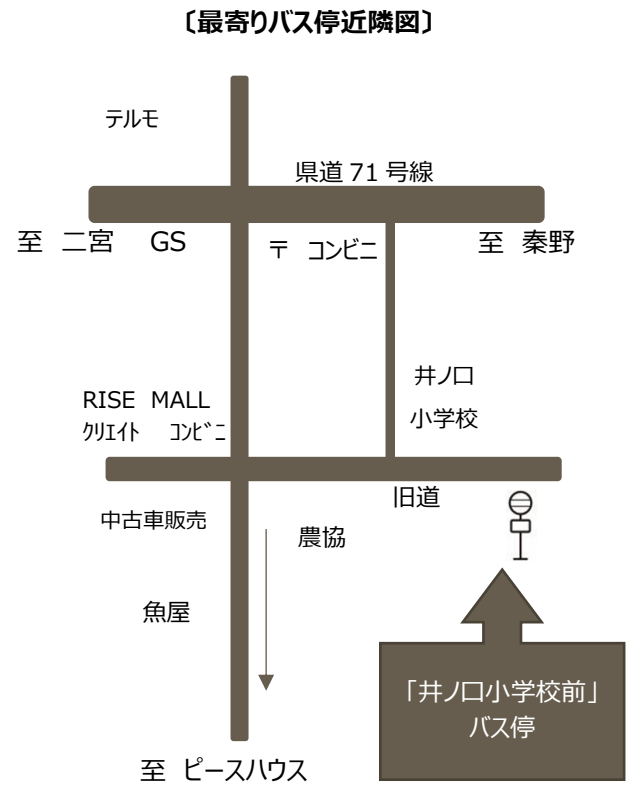 〔最寄りバス停近隣図〕
テルモ
県道 71 号線
至 二宮 GS
〒 コンビニ
至 秦野
井ノ口
小学校
RISE MALL
ｸﾘｴｲﾄ ｺﾝﾋﾞﾆ
旧道
中古車販売
農協
魚屋
「井ノ口小学校前」
バス停
至 ピースハウス